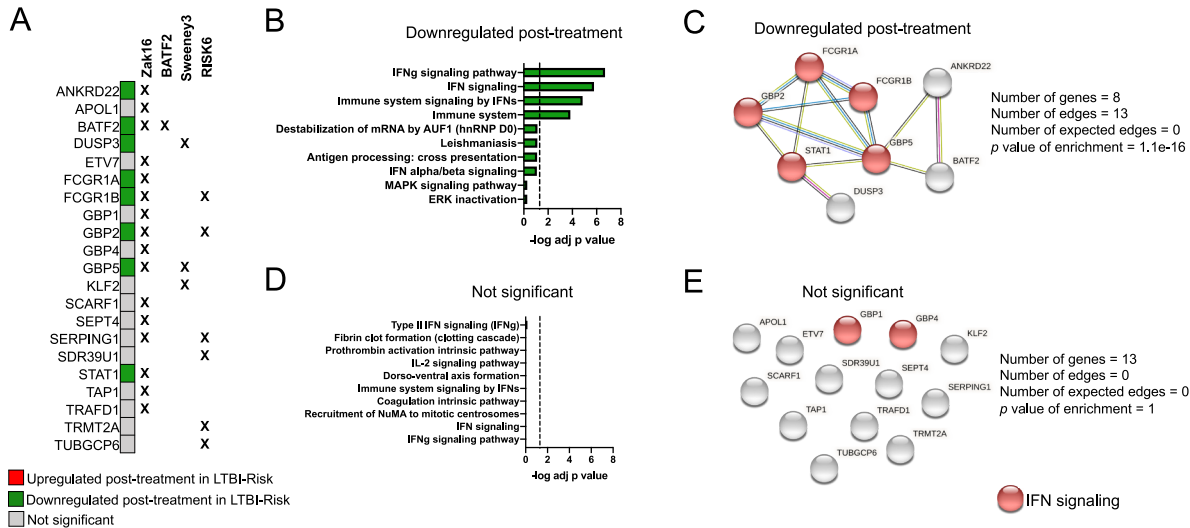 A
Zak16
BATF2
Sweeney3
RISK6
ANKRD22 X
APOL1 X
BATF2 X X
DUSP3 X
ETV7 X
FCGR1A X
FCGR1B X X
GBP1 X
GBP2 X X
GBP4 X
GBP5 X X
KLF2 X
SCARF1 X
SEPT4 X
SERPING1 X X
SDR39U1 X
STAT1 X
TAP1 X
TRAFD1 X
TRMT2A X
TUBGCP6 X
Upregulated post-treatment in LTBI-Risk
Downregulated post-treatment in LTBI-Risk
Not significant
B
Downregulated post-treatment
IFNg signaling pathway
IFN signaling
Immune system signaling by IFNs
Immune system
Destabilization of mRNA by AUF1 (hnRNP D0)
Leishmaniasis
Antigen processing: cross presentation
IFN alpha/beta signaling
MAPK signaling pathway
ERK inactivation
0 2 4 6 8
-log adj p value
C
Downregulated post-treatment
FCGR1A
FCGR1B
ANKRD22
GBP2
STAT1
GBP5
BATF2
DUSP3
Number of genes = 8
Number of edges = 13
Number of expected edges = 0
p value of enrichment = 1.1e-16
D
Not significant
Type II IFN signaling (IFNg)
Fibrin clot formation (clotting cascade)
Prothrombin activation intrinsic pathway
IL-2 signaling pathway
Dorso-ventral axis formation
Immune system signaling by IFNs
Coagulation intrinsic pathway
Recruitment of NuMA to mitotic centrosomes
IFN signaling
IFNg signaling pathway
0 2 4 6 8
-log adj p value
E
Not significant
APOL1
ETV7
GBP1
GBP4
KLF2
SDR39U1
SEPT4
SCARF1
SERPING1
TAP1
TRAFD1
TRMT2A
TUBGCP6
Number of genes = 13
Number of edges = 0
Number of expected edges = 0
p value of enrichment = 1
IFN signaling